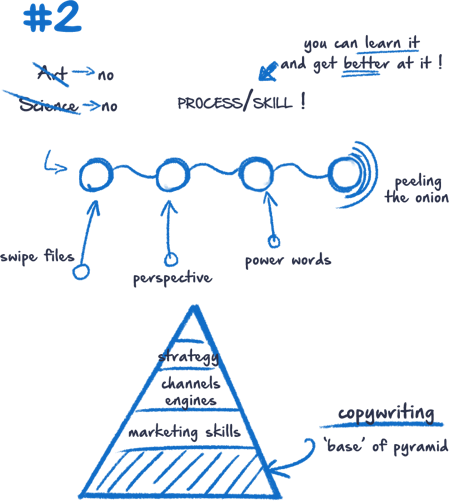 #2
you can learn it
and get better at it !
Art → no
Science → no
PROCESS/SKILL !
peeling
the onion
swipe files
perspective
power words
strategy
channels
engines
marketing skills
copywriting
'base' of pyramid